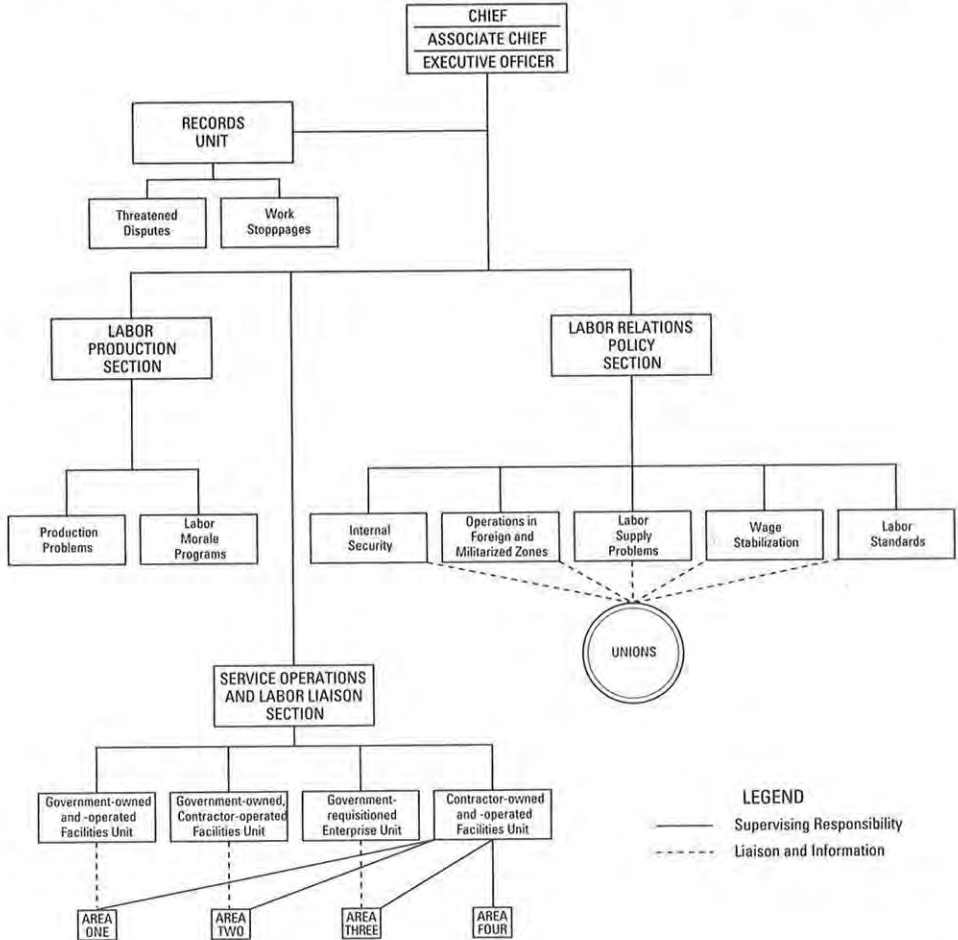 CHIEF
ASSOCIATE CHIEF
EXECUTIVE OFFICER
RECORDS
UNIT
Threatened
Disputes
Work
Stopppages
LABOR
PRODUCTION
SECTION
LABOR RELATIONS
POLICY
SECTION
Production
Problems
Labor
Morale
Programs
Internal
Security
Operations in
Foreign and
Militarized Zones
Labor
Supply
Problems
Wage
Stabilization
Labor
Standards
UNIONS
SERVICE OPERATIONS
AND LABOR LIAISON
SECTION
Government-owned
and -operated
Facilities Unit
Government-owned,
Contractor-operated
Facilities Unit
Government-
requisitioned
Enterprise Unit
Contractor-owned
and -operated
Facilities Unit
AREA
ONE
AREA
TWO
AREA
THREE
AREA
FOUR
LEGEND
Supervising Responsibility
Liaison and Information